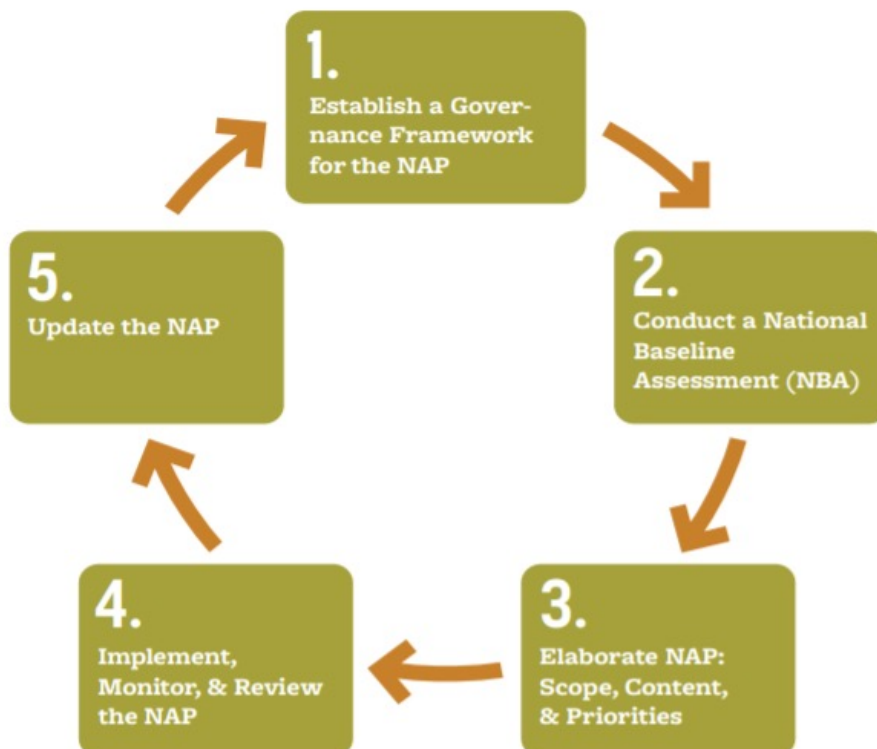 1.
Establish a Gover-
nance Framework
for the NAP
2.
Conduct a National
Baseline
Assessment (NBA)
3.
Elaborate NAP:
Scope, Content,
& Priorities
4.
Implement,
Monitor, & Review
the NAP
5.
Update the NAP